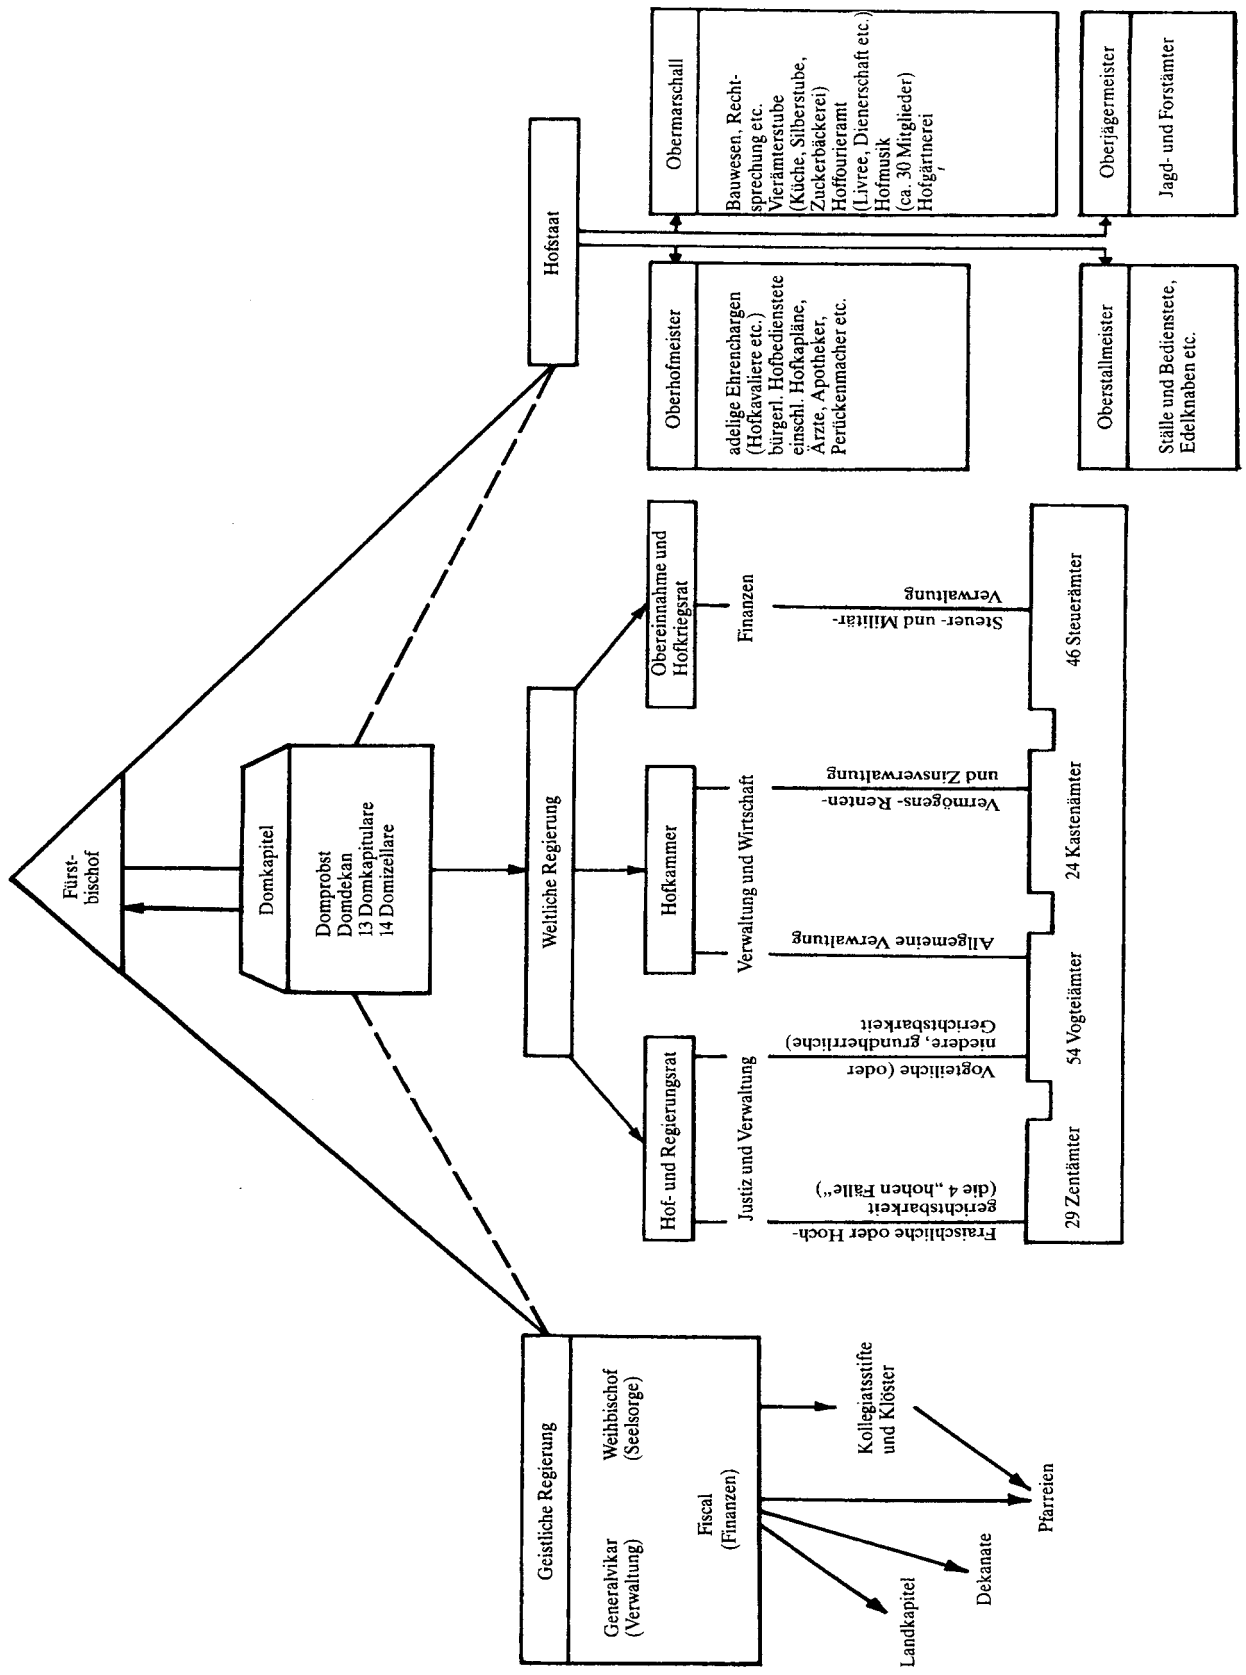 Fürst-
bischof
Domkapitel
Domprobst
Domdekan
13 Domkapitulare
14 Domizellare
Geistliche Regierung
Generalvikar
(Verwaltung)
Weihbischof
(Seelsorge)
Fiscal
(Finanzen)
Landkapitel
Dekanate
Kollegiatsstifte
und Klöster
Pfarreien
Weltliche Regierung
Hof- und Regierungsrat
Justiz und Verwaltung
Fraischliche oder Hoch-
gerichtsbarkeit
(die 4 „hohen Fälle“)
Vogteiliche (oder
niedere, grundherrliche)
Gerichtsbarkeit
Hofkammer
Verwaltung und Wirtschaft
Allgemeine Verwaltung
Vermögens- Renten-
und Zinsverwaltung
Obereinnahme und
Hofkriegsrat
Finanzen
Steuer- und Militär-
Verwaltung
29 Zentämter
54 Vogteiämter
24 Kastenämter
46 Steuerämter
Hofstaat
Oberhofmeister
adelige Ehrenchargen
(Hofkavaliere etc.)
bürgerl. Hofbedienstete
einschl. Hofkapläne,
Ärzte, Apotheker,
Perückenmacher etc.
Obermarschall
Bauwesen, Recht-
sprechung etc.
Vierämterstube
(Küche, Silberstube,
Zuckerbäckerei)
Hoffourieramt
(Livree, Dienerschaft etc.)
Hofmusik
(ca. 30 Mitglieder)
Hofgärtnerei
Oberstallmeister
Ställe und Bedienstete,
Edelknaben etc.
Oberjägermeister
Jagd- und Forstämter